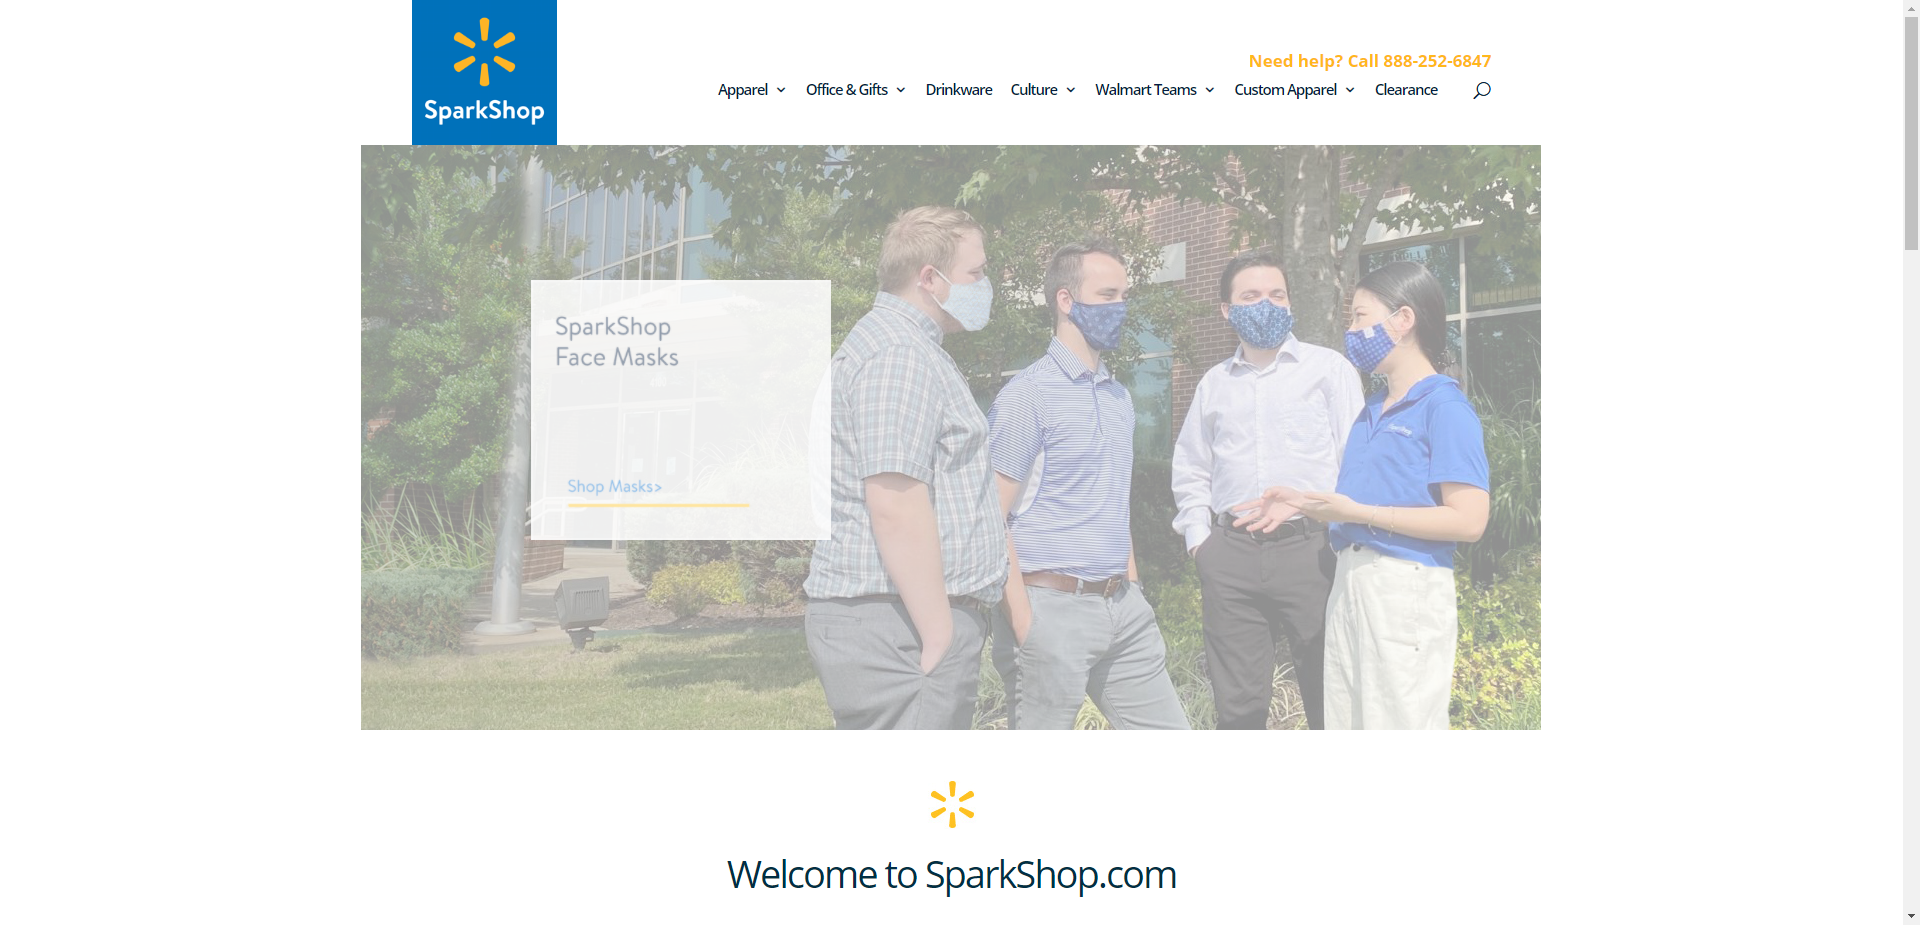 SparkShop
Need help? Call 888-252-6847
Apparel
Office & Gifts
Drinkware
Culture
Walmart Teams
Custom Apparel
Clearance
SparkShop
Face Masks
Shop Masks>
Welcome to SparkShop.com